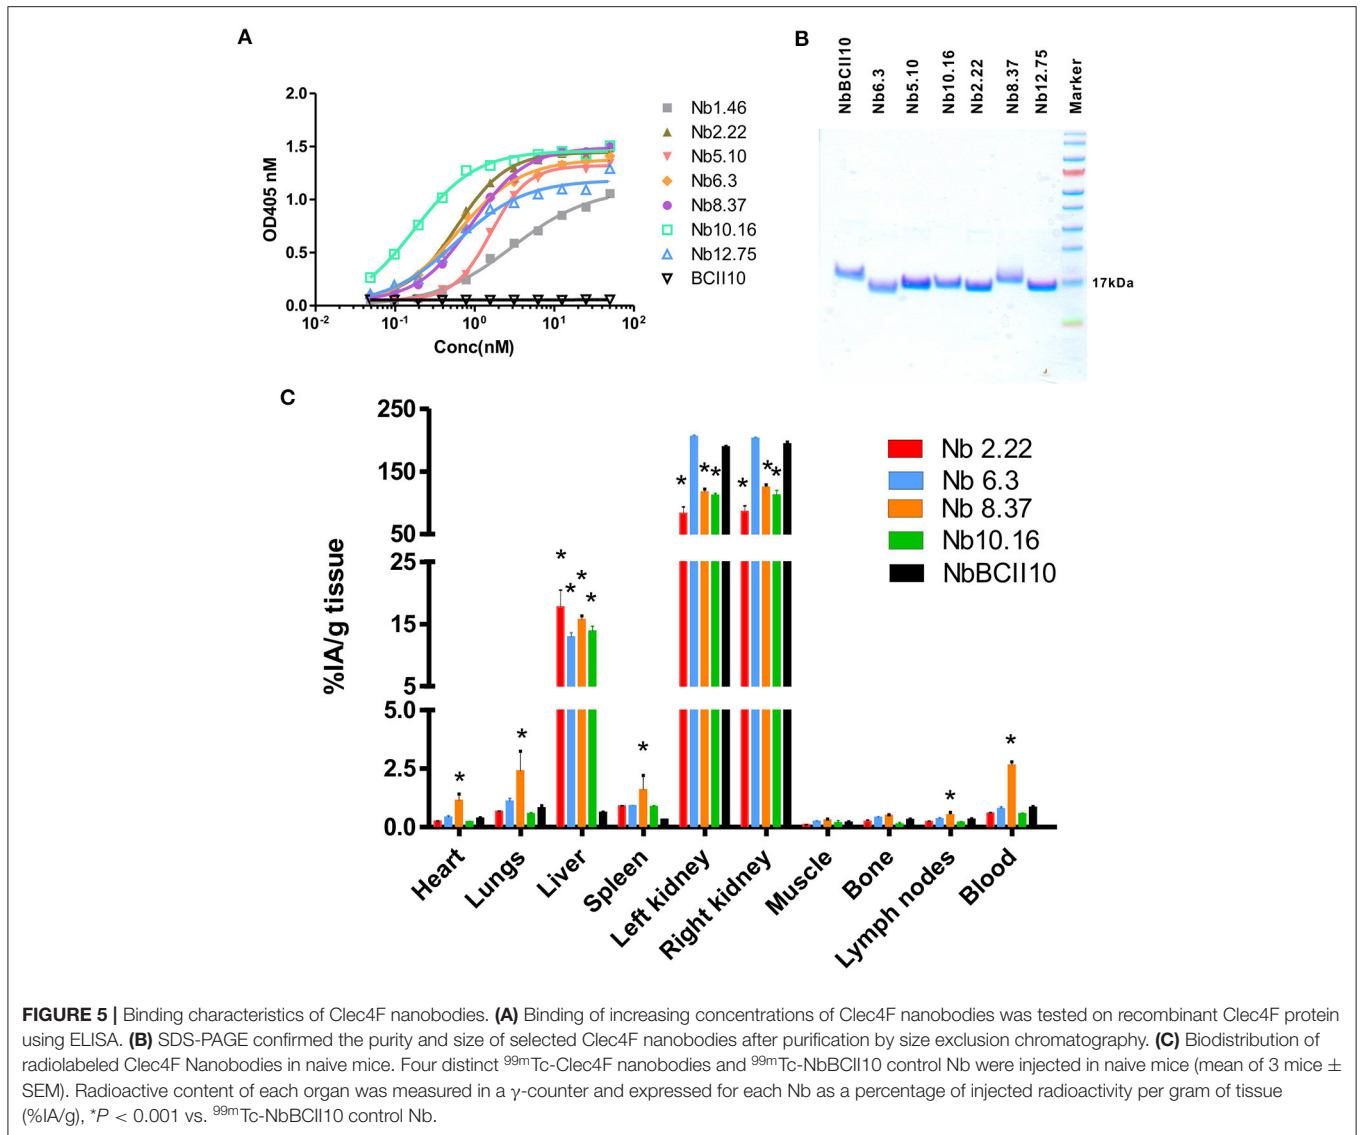 A
2.0
1.5
1.0
0.5
0.0
OD405 nM
10-2
10-1
100
101
102
Conc(nM)
Nb1.46
Nb2.22
Nb5.10
Nb6.3
Nb8.37
Nb10.16
Nb12.75
BCII10
B
NbBCII10
Nb6.3
Nb5.10
Nb10.16
Nb2.22
Nb8.37
Nb12.75
Marker
17kDa
C
250
150
50
25
15
5
5.0
2.5
0.0
%IA/g tissue
* * * * * * * * * * * * * * *
Heart
Lungs
Liver
Spleen
Left kidney
Right kidney
Muscle
Bone
Lymph nodes
Blood
Nb 2.22
Nb 6.3
Nb 8.37
Nb10.16
NbBCII10
FIGURE 5 | Binding characteristics of Clec4F nanobodies. (A) Binding of increasing concentrations of Clec4F nanobodies was tested on recombinant Clec4F protein
using ELISA. (B) SDS-PAGE confirmed the purity and size of selected Clec4F nanobodies after purification by size exclusion chromatography. (C) Biodistribution of
radiolabeled Clec4F Nanobodies in naive mice. Four distinct 99mTc-Clec4F nanobodies and 99mTc-NbBCII10 control Nb were injected in naive mice (mean of 3 mice ±
SEM). Radioactive content of each organ was measured in a γ-counter and expressed for each Nb as a percentage of injected radioactivity per gram of tissue
(%IA/g), *P < 0.001 vs. 99mTc-NbBCII10 control Nb.